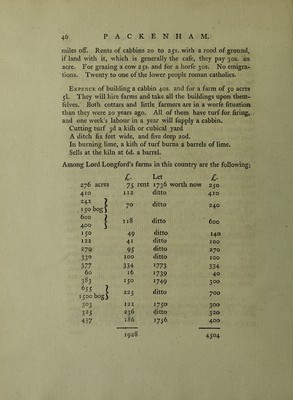 46 PACKENHAM.
miles off. Rents of cabbins 20 to 25s. with a rood of ground,
if land with it, which is generally the case, they pay 30s. an
acre. For grazing a cow 25s. and for a horse 30s. No emigra-
tions. Twenty to one of the lower people roman catholics.
EXPENCE of building a cabbin 40s. and for a farm of 50 acres
5l. They will hire farms and take all the buildings upon them-
selves. Both cottars and little farmers are in a worse situation
than they were 20 years ago. All of them have turf for firing,
and one week's labour in a year will supply a cabbin.
Cutting turf 3d a kish or cubical yard
A ditch six feet wide, and five deep 20d.
In burning lime, a kish of turf burns a barrels of lime.
Sells at the kiln at 6d. a barrel.
Among Lord Longford's farms in this country are the following;
£. Let £.
276 acres 75 rent 1736 worth now 250
410 112 ditto 410
242 } 70 ditto 240
150 bog
600 } 118 ditto 600
400
150 49 ditto 140
122 41 ditto 100
279 95 ditto 270
330 100 ditto 100
377 334 1773 334
60 16 1739 40
383 150 1749 300
655 } 225 ditto 700
1500 bog
303 121 1750 300
325 236 ditto 320
437 186 1756 400
1928 4504